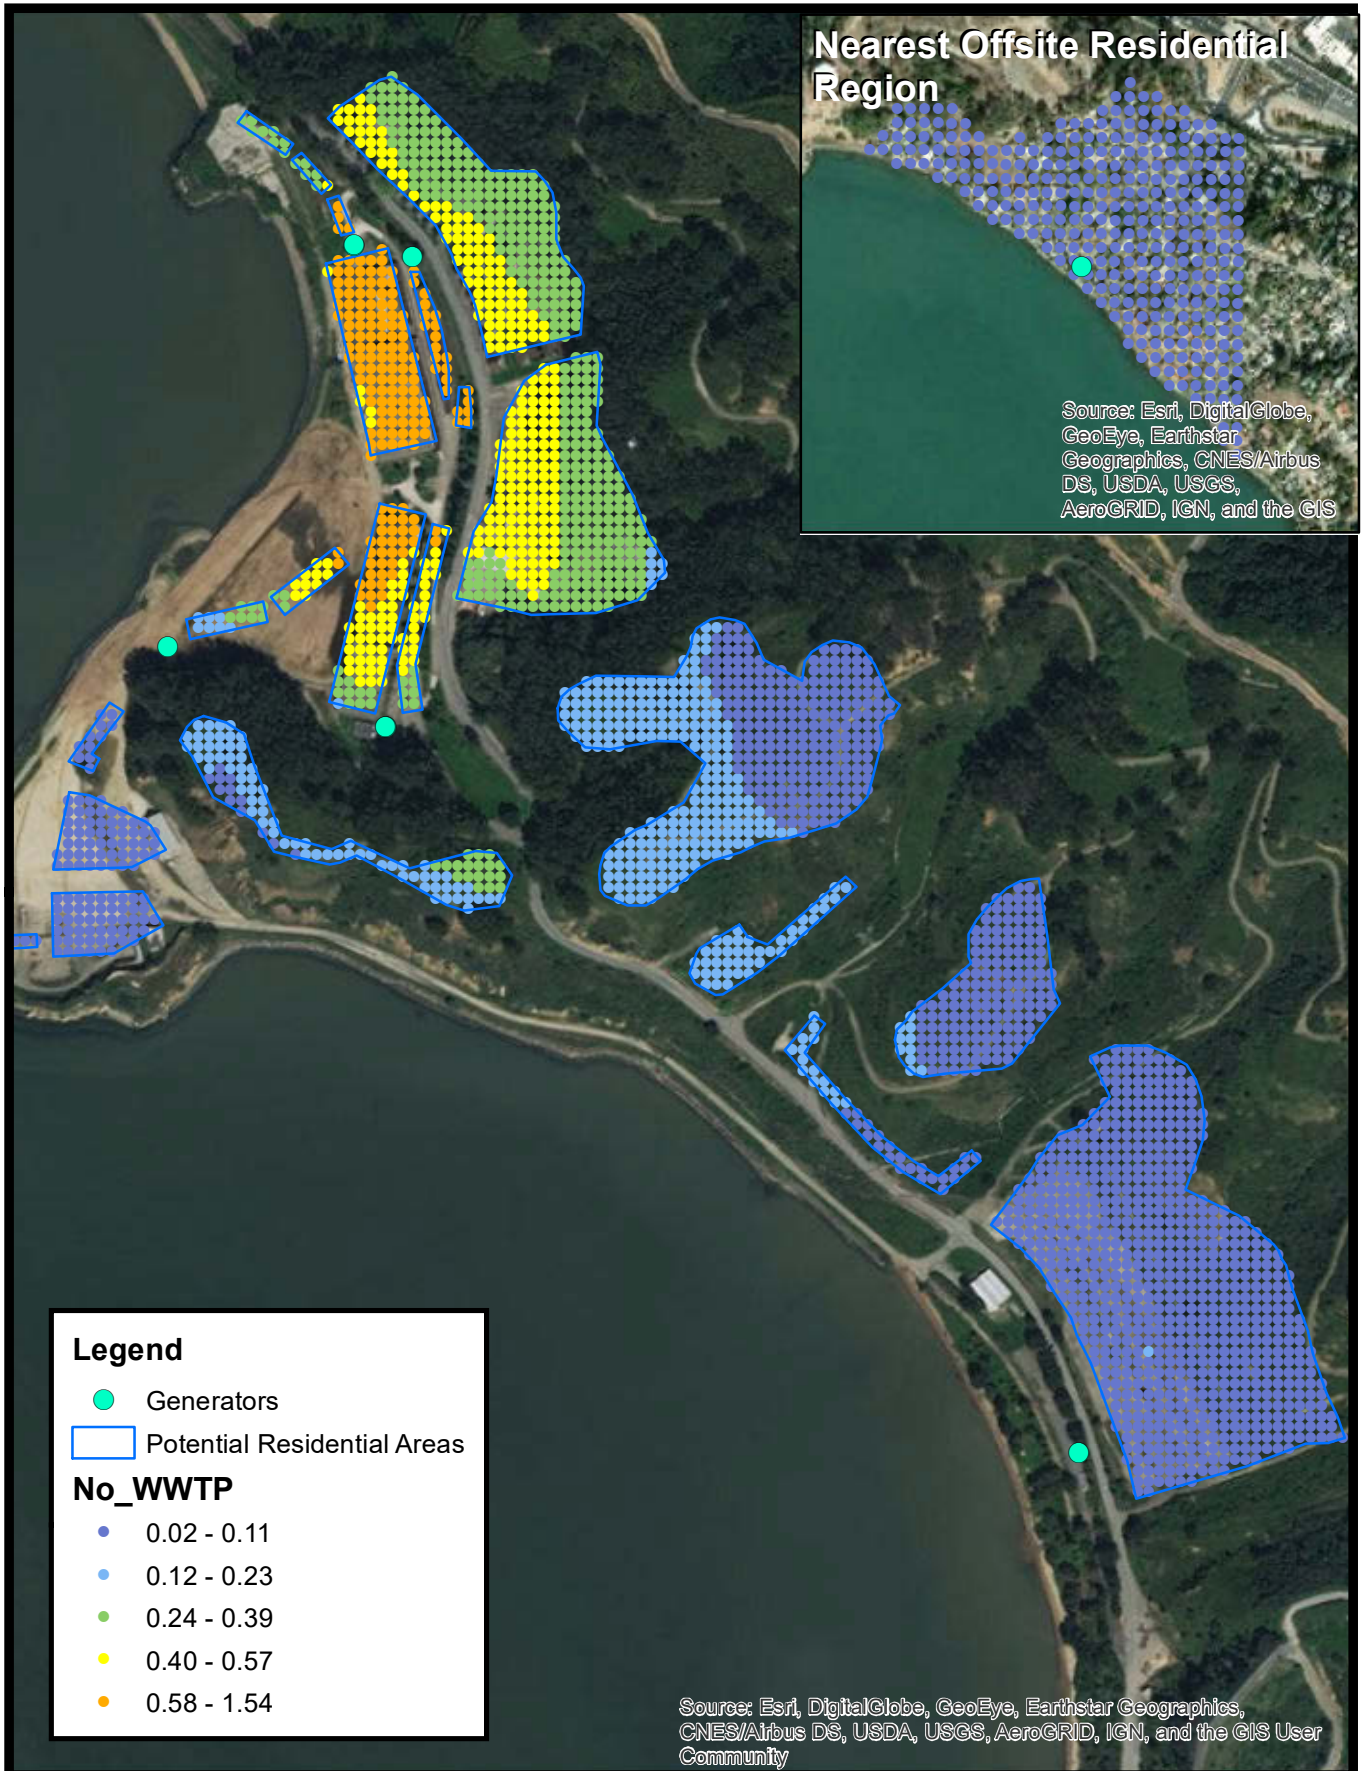 Nearest Offsite Residential
Region
Source: Esri, DigitalGlobe,
GeoEye, Earthstar
Geographics, CNES/Airbus
DS, USDA, USGS,
AeroGRID, IGN, and the GIS
Legend
Generators
Potential Residential Areas
No_WWTP
0.02 - 0.11
0.12 - 0.23
0.24 - 0.39
0.40 - 0.57
0.58 - 1.54
Source: Esri, DigitalGlobe, GeoEye, Earthstar Geographics,
CNES/Airbus DS, USDA, USGS, AeroGRID, IGN, and the GIS User
Community